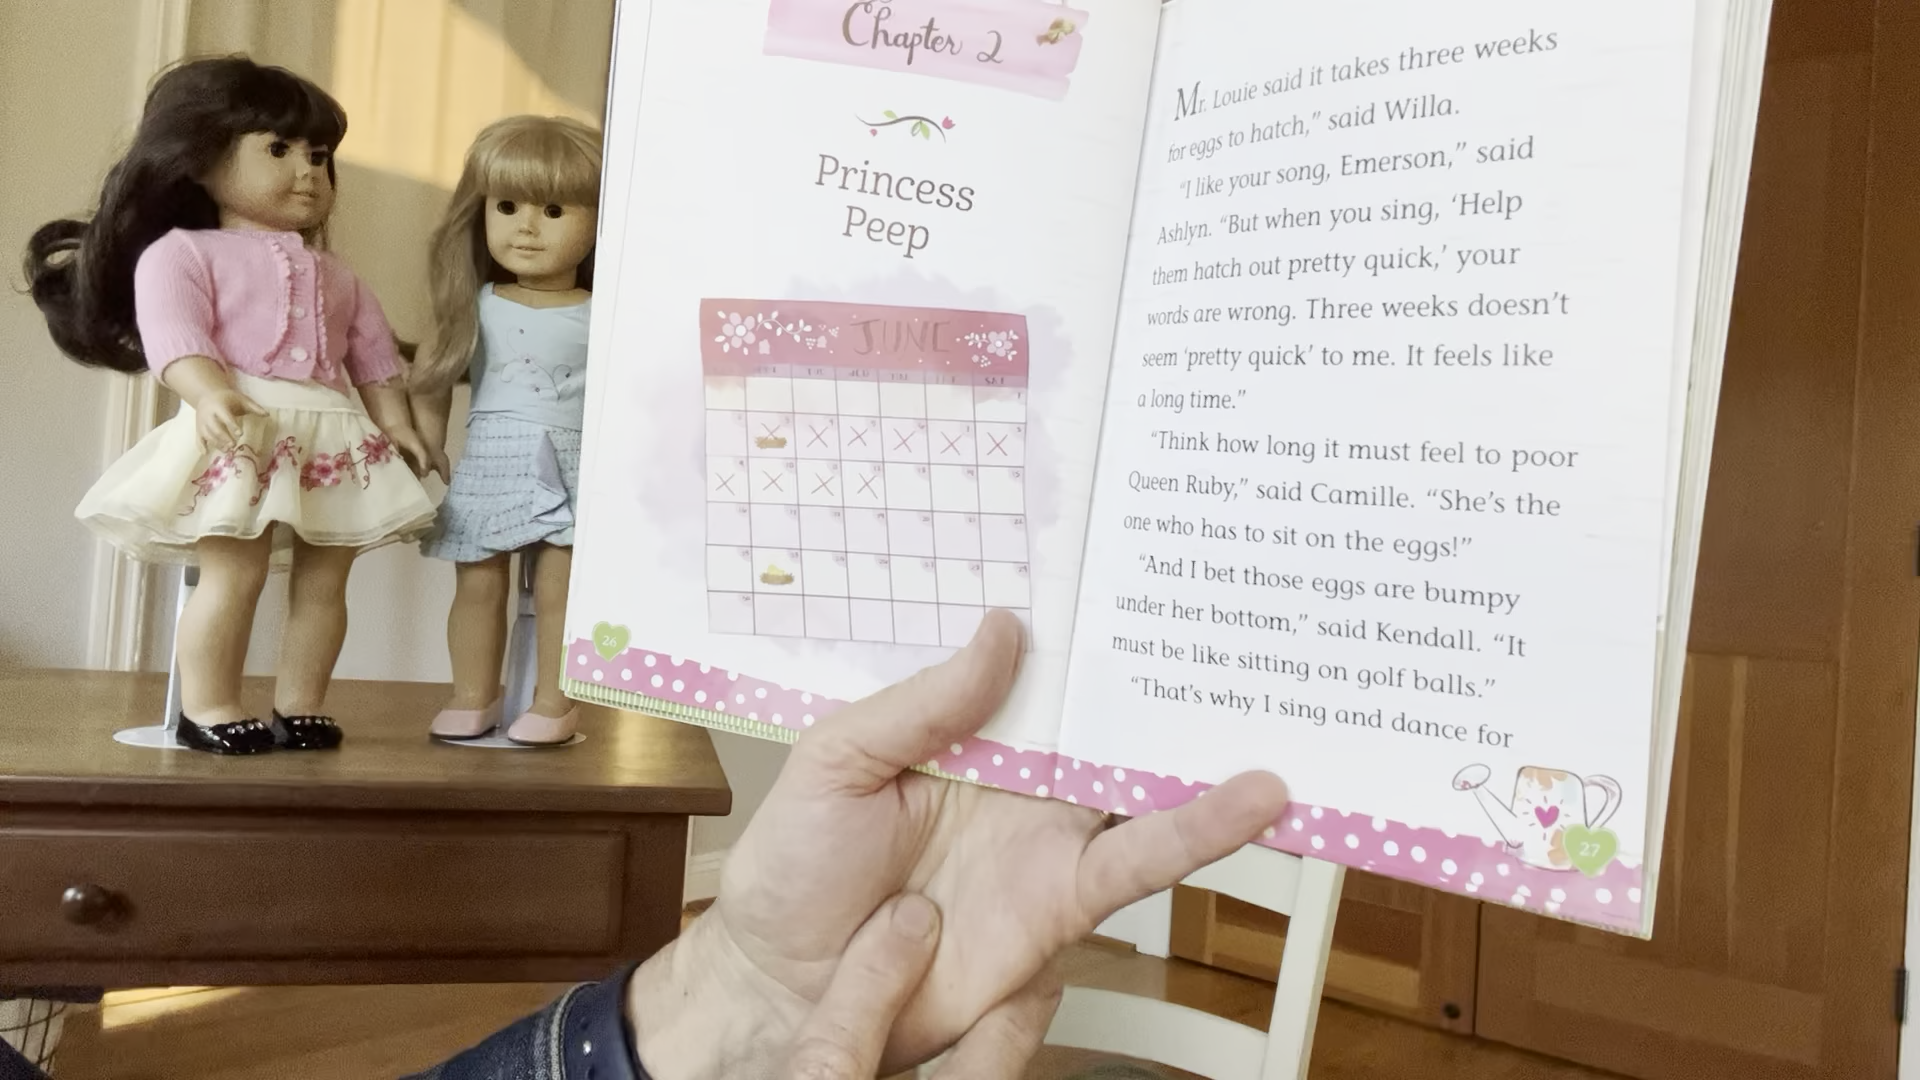 Chapter 2
Princess
Peep
JUNE
26
Mr. Louie said it takes three weeks
for eggs to hatch,” said Willa.
“I like your song, Emerson,” said
Ashlyn. “But when you sing, ‘Help
them hatch out pretty quick,’ your
words are wrong. Three weeks doesn’t
seem ‘pretty quick’ to me. It feels like
a long time.”
“Think how long it must feel to poor
Queen Ruby,” said Camille. “She’s the
one who has to sit on the eggs!”
“And I bet those eggs are bumpy
under her bottom,” said Kendall. “It
must be like sitting on golf balls.”
“That’s why I sing and dance for
27